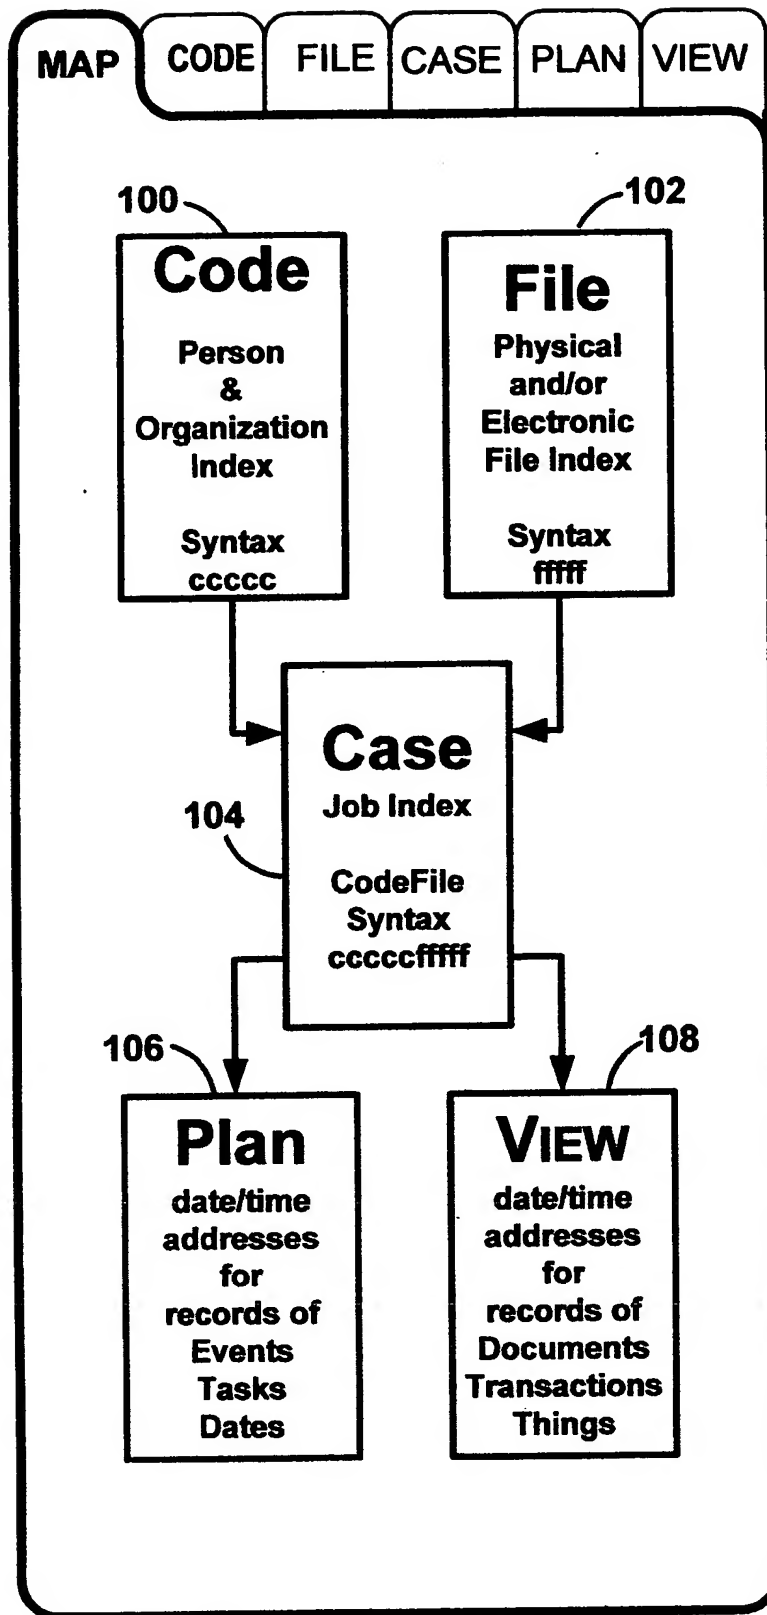 MAP CODE FILE CASE PLAN VIEW
100
Code
Person
&
Organization
Index
Syntax
ccccc
102
File
Physical
and/or
Electronic
File Index
Syntax
fffff
104
Case
Job Index
CodeFile
Syntax
cccccfffff
106
Plan
date/time
addresses
for
records of
Events
Tasks
Dates
108
VIEW
date/time
addresses
for
records of
Documents
Transactions
Things